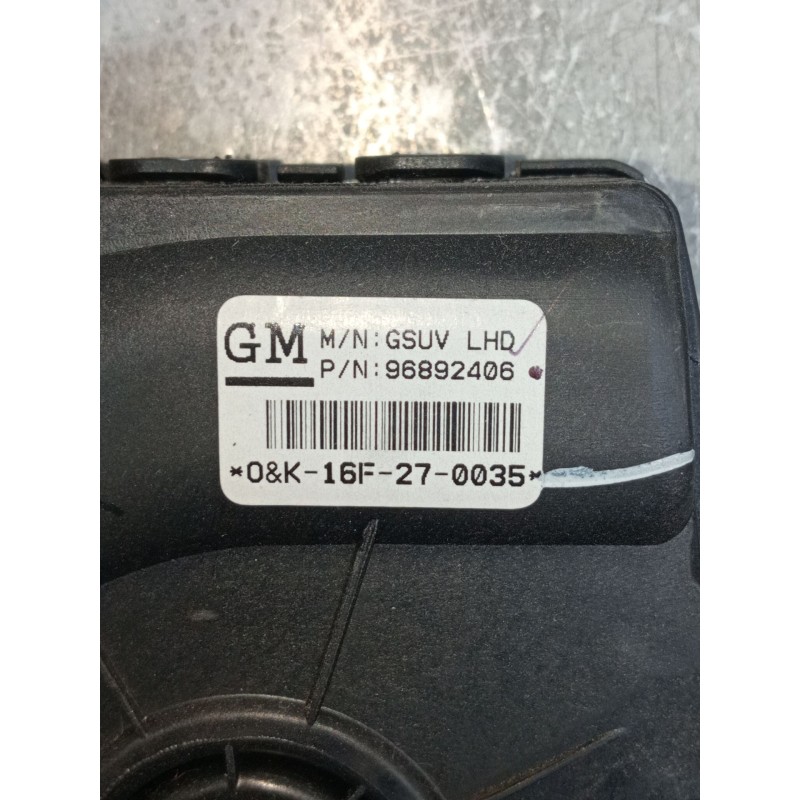 GM M/N:GSUV LHD
P/N:96892406
*O&K-16F-27-0035*